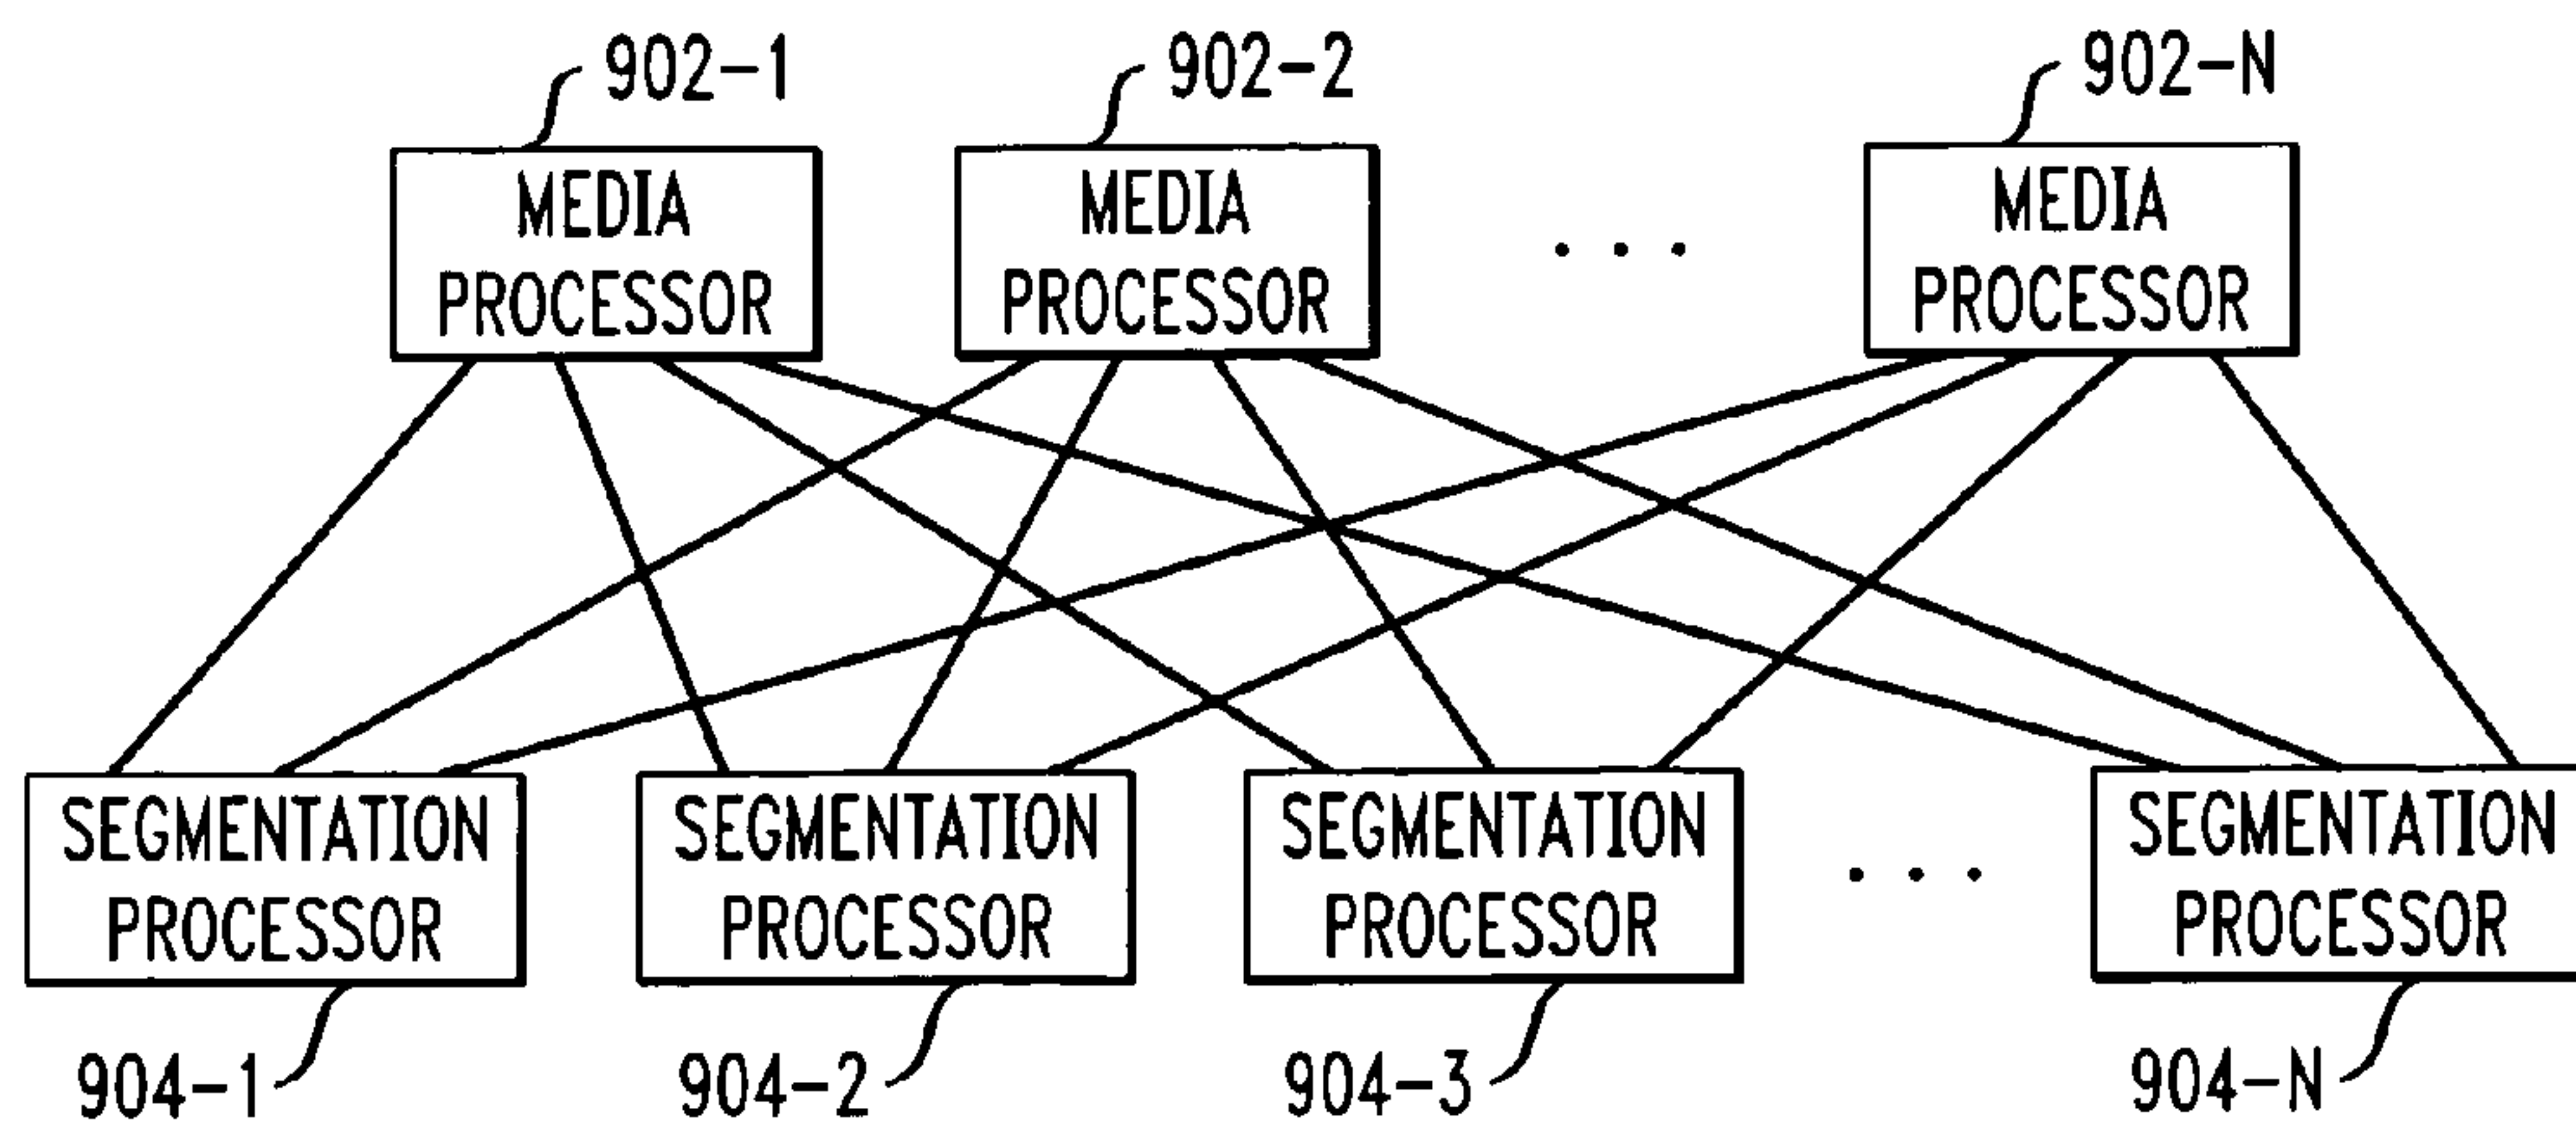 902-1
902-2
902-N
MEDIA
PROCESSOR
MEDIA
PROCESSOR
. . .
MEDIA
PROCESSOR
SEGMENTATION
PROCESSOR
SEGMENTATION
PROCESSOR
SEGMENTATION
PROCESSOR
. . .
SEGMENTATION
PROCESSOR
904-1
904-2
904-3
904-N